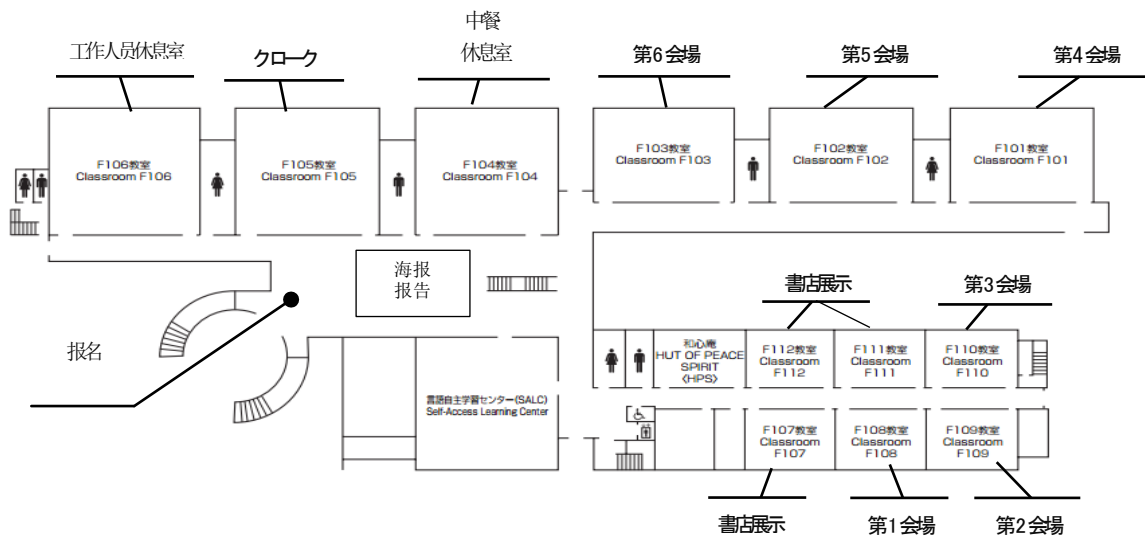 中餐
休息室
工作人员休息室
クローク
第6会場
第5会場
第4会場
F106教室
Classroom F106
F105教室
Classroom F105
F104教室
Classroom F104
F103教室
Classroom F103
F102教室
Classroom F102
F101教室
Classroom F101
海报
报告
書店展示
第3会場
报名
和心庵
HUT OF PEACE
SPIRIT
〈HPS〉
F112教室
Classroom
F112
F111教室
Classroom
F111
F110教室
Classroom
F110
言語自主学習センター(SALC)
Self-Access Learning Center
F107教室
Classroom
F107
F108教室
Classroom
F108
F109教室
Classroom
F109
書店展示
第1会場
第2会場